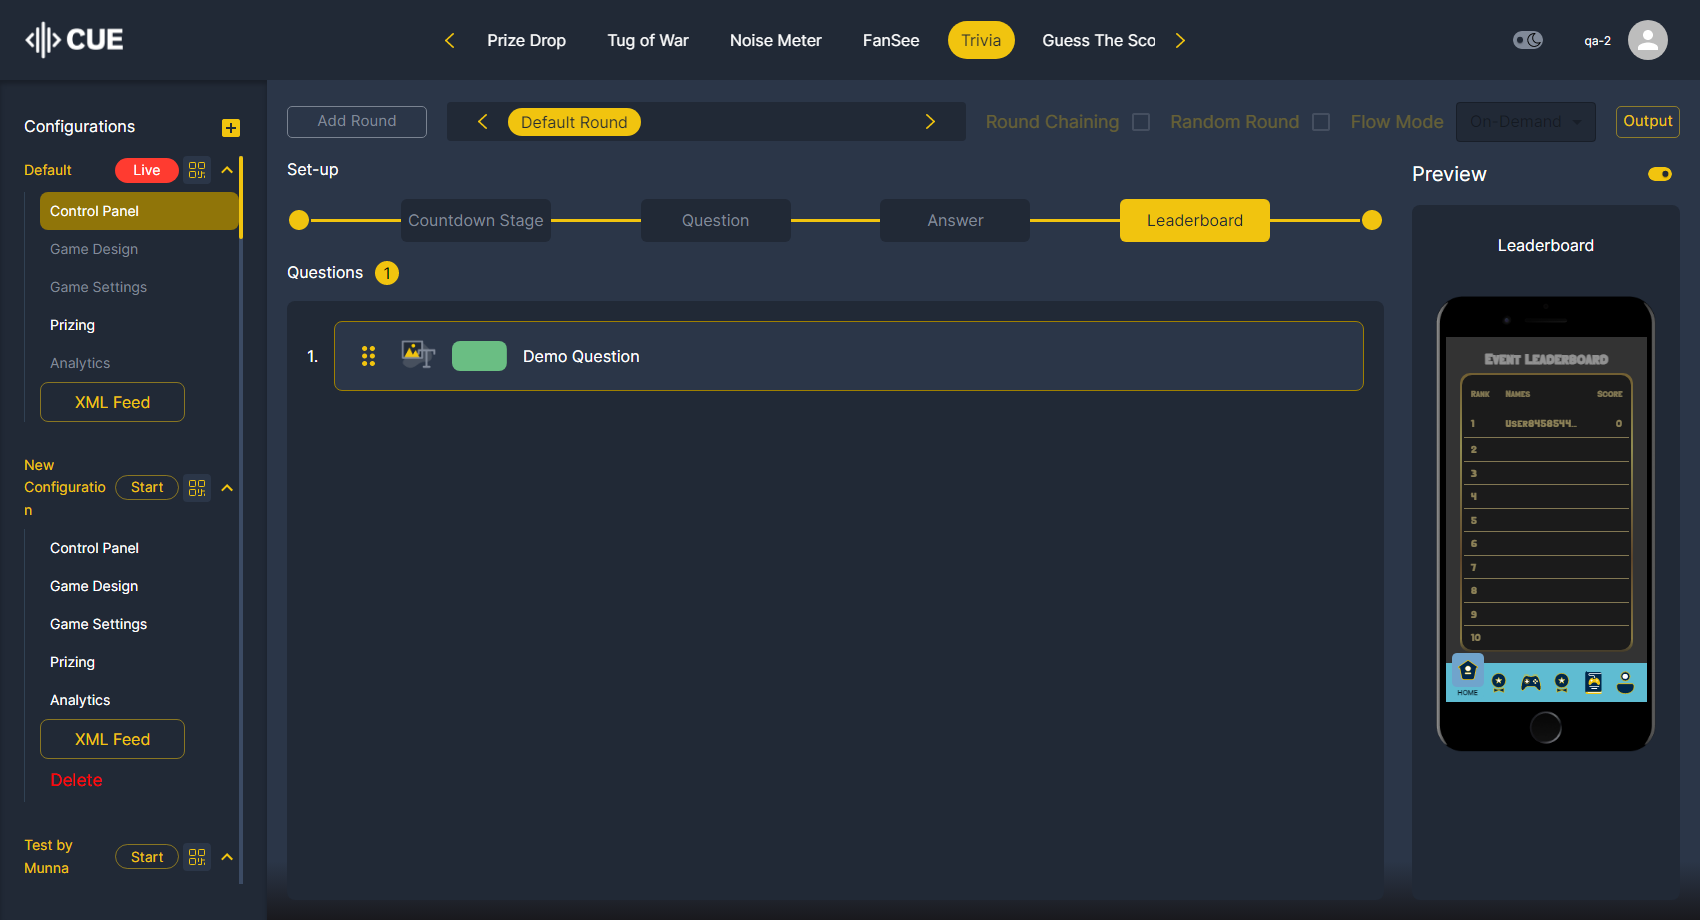 CUE
Prize Drop
Tug of War
Noise Meter
FanSee
Trivia
Guess The Sco
qa-2
Configurations
Default
Live
Control Panel
Game Design
Game Settings
Prizing
Analytics
XML Feed
New
Configuratio
n
Start
Control Panel
Game Design
Game Settings
Prizing
Analytics
XML Feed
Delete
Test by
Munna
Start
Add Round
Default Round
Round Chaining
Random Round
Flow Mode
On-Demand
Output
Set-up
Countdown Stage
Question
Answer
Leaderboard
Questions 1
1. Demo Question
Preview
Leaderboard
Event Leaderboard
Rank Names Score
1 User8458544... 0
2
3
4
5
6
7
8
9
10
HOME